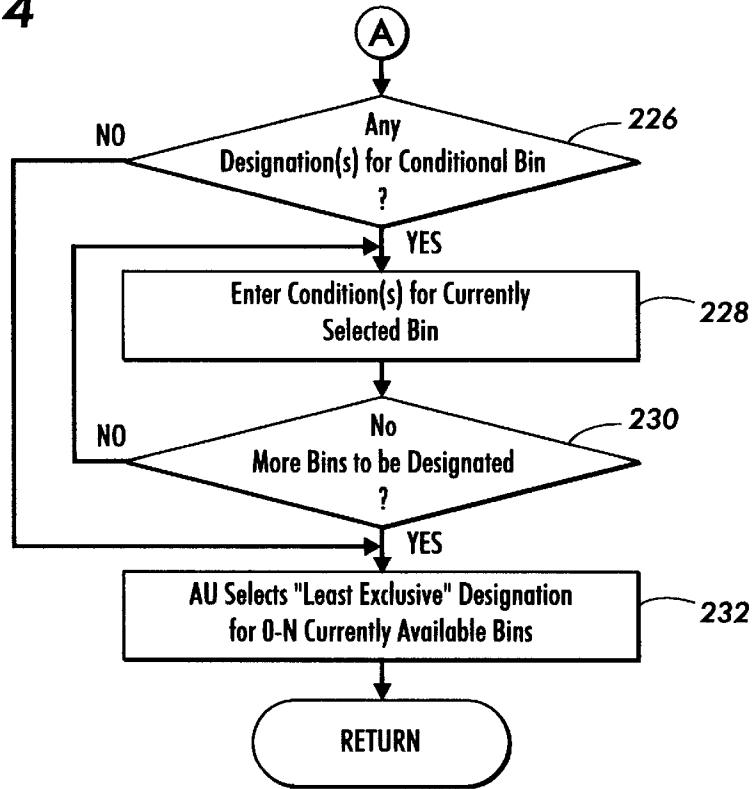 4
A
Any
NO
226
Designation(s) for Conditional Bin
?
YES
Enter Condition(s) for Currently
Selected Bin
228
No
NO
230
More Bins to be Designated
?
YES
AU Selects "Least Exclusive" Designation
for 0-N Currently Available Bins
232
RETURN